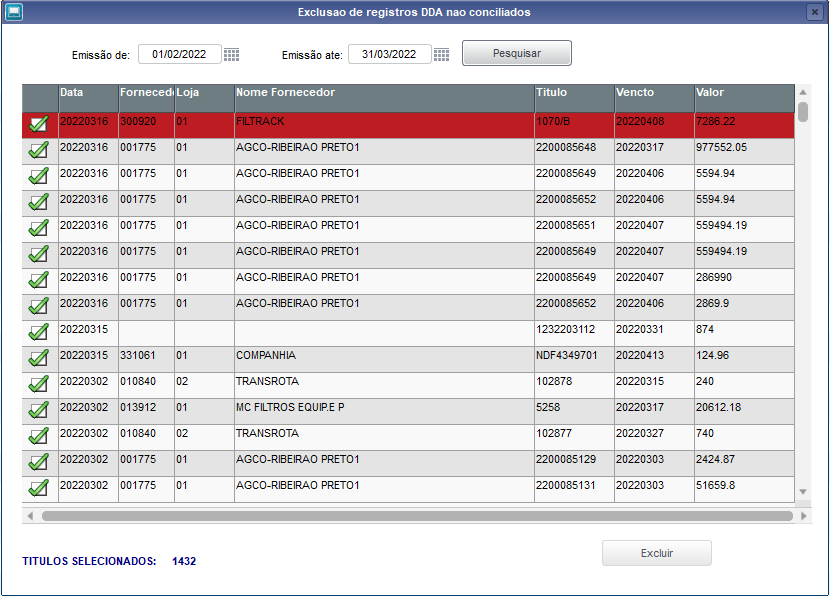 Exclusao de registros DDA nao conciliados
Emissão de: 01/02/2022 Emissão ate: 31/03/2022 Pesquisar
Data Fornecedo Loja Nome Fornecedor Titulo Vencto Valor
20220316 300920 01 FILTRACK 1070/B 20220408 7286.22
20220316 001775 01 AGCO-RIBEIRAO PRETO1 2200085648 20220317 977552.05
20220316 001775 01 AGCO-RIBEIRAO PRETO1 2200085649 20220406 5594.94
20220316 001775 01 AGCO-RIBEIRAO PRETO1 2200085652 20220406 5594.94
20220316 001775 01 AGCO-RIBEIRAO PRETO1 2200085651 20220407 559494.19
20220316 001775 01 AGCO-RIBEIRAO PRETO1 2200085649 20220407 559494.19
20220316 001775 01 AGCO-RIBEIRAO PRETO1 2200085649 20220407 286990
20220316 001775 01 AGCO-RIBEIRAO PRETO1 2200085652 20220406 2869.9
20220315 1232203112 20220331 874
20220315 331061 01 COMPANHIA NDF4349701 20220413 124.96
20220302 010840 02 TRANSROTA 102878 20220315 240
20220302 013912 01 MC FILTROS EQUIP.E P 5258 20220317 20612.18
20220302 010840 02 TRANSROTA 102877 20220327 740
20220302 001775 01 AGCO-RIBEIRAO PRETO1 2200085129 20220303 2424.87
20220302 001775 01 AGCO-RIBEIRAO PRETO1 2200085131 20220303 51659.8
TITULOS SELECIONADOS: 1432 Excluir